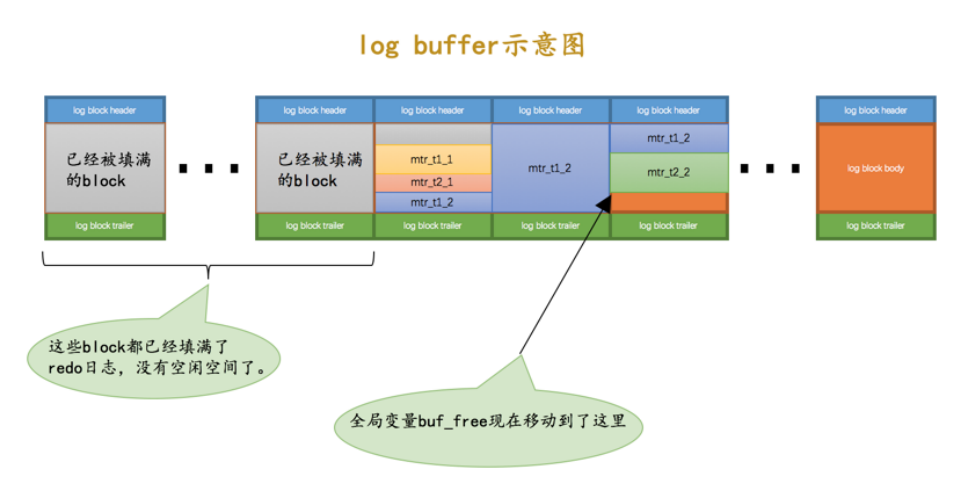 log buffer示意图
log block header
log block header
log block header
log block header
log block header
log block header
已经被填满
的block
已经被填满
的block
mtr_t1_1
mtr_t2_1
mtr_t1_2
mtr_t1_2
mtr_t1_2
mtr_t2_2
log block body
log block trailer
log block trailer
log block trailer
log block trailer
log block trailer
log block trailer
这些block都已经填满了
redo日志，没有空闲空间了。
全局变量buf_free现在移动到了这里